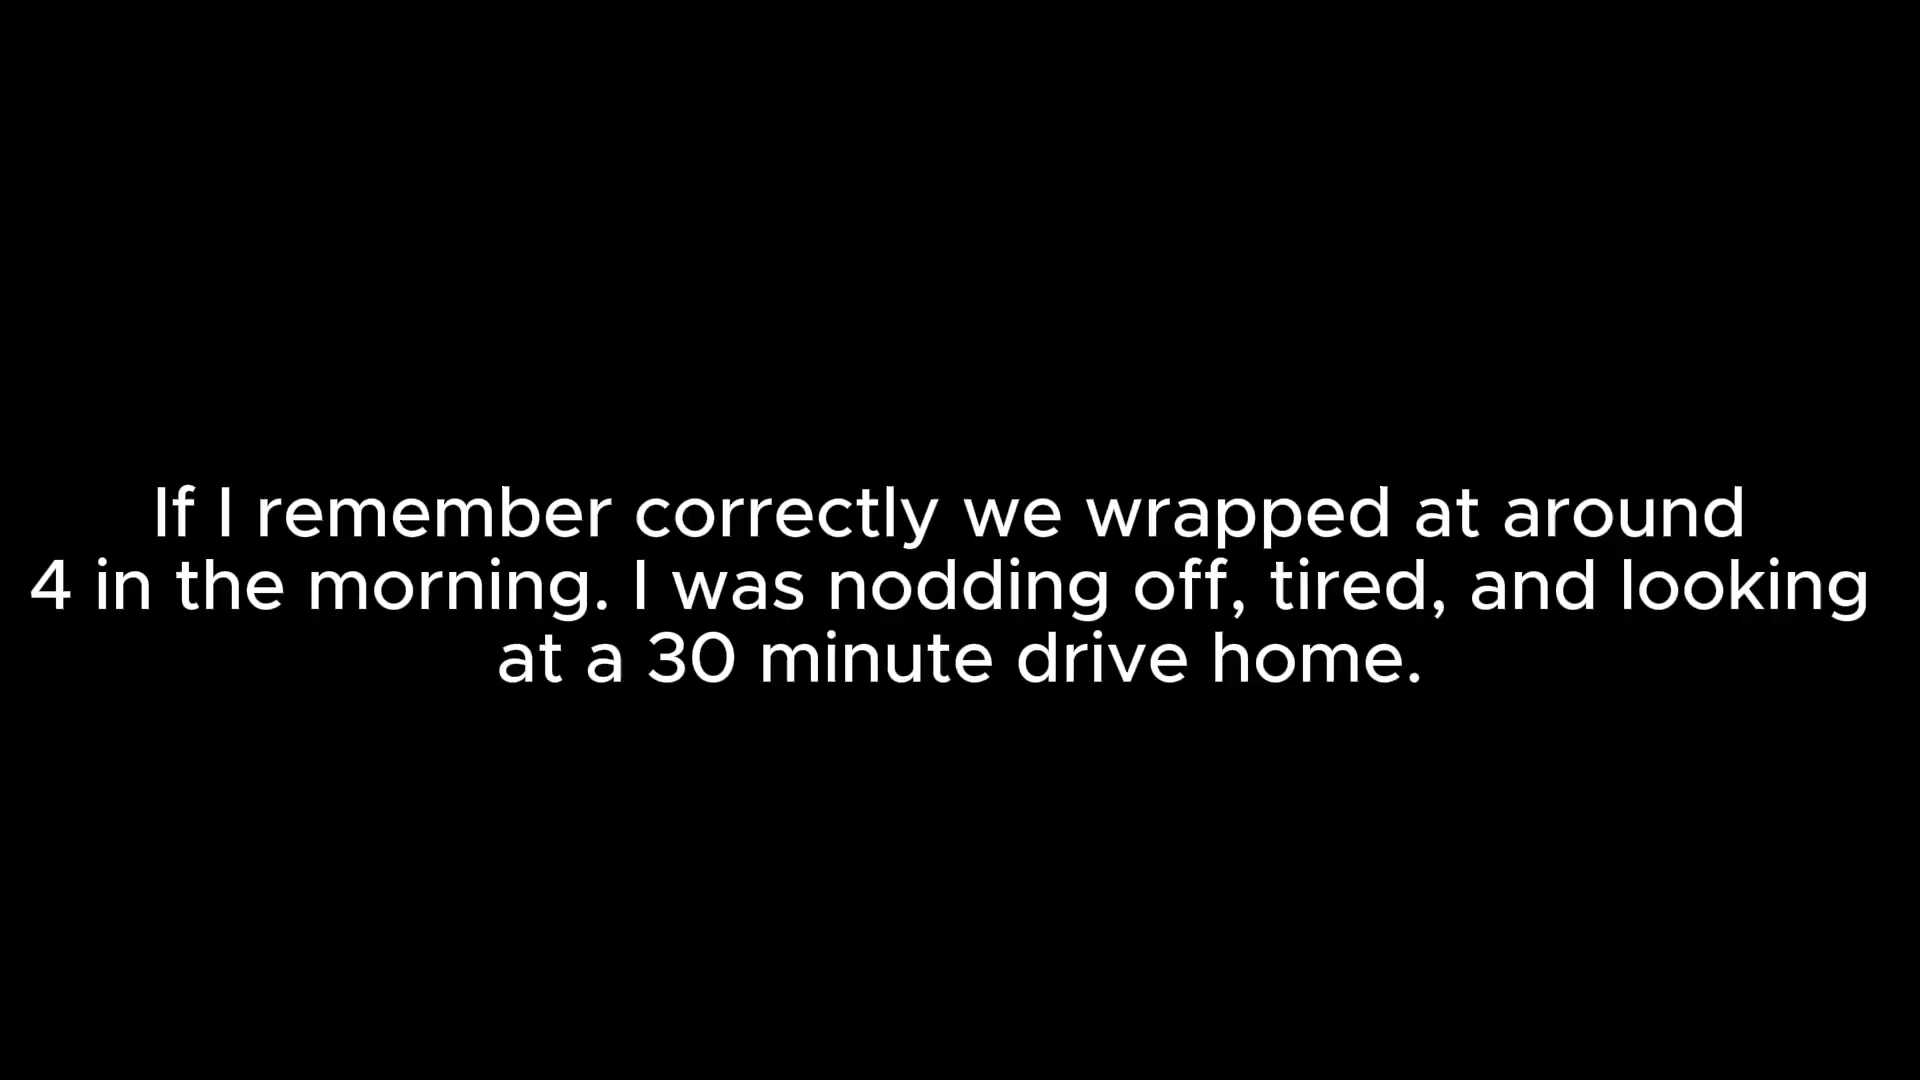 If I remember correctly we wrapped at around
4 in the morning. I was nodding off, tired, and looking
at a 30 minute drive home.